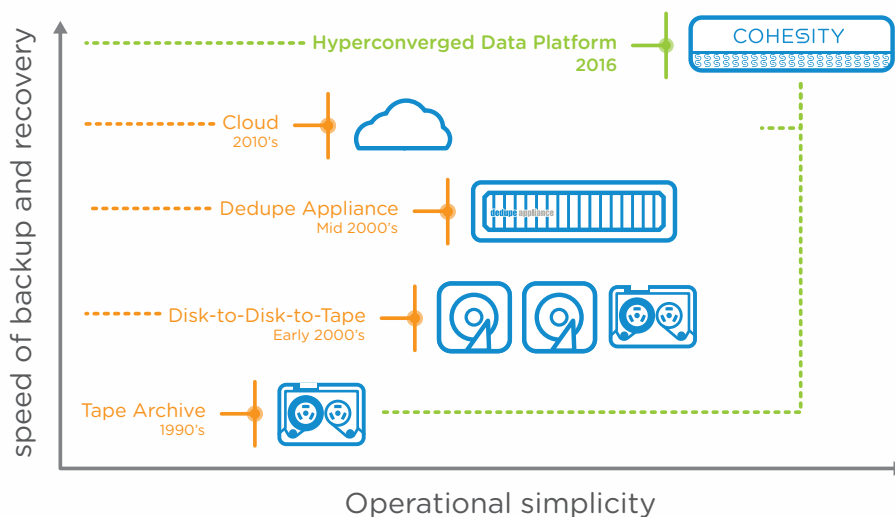 speed of backup and recovery
Hyperconverged Data Platform
2016
COHESITY
Cloud
2010's
Dedupe Appliance
Mid 2000's
dedupe appliance
Disk-to-Disk-to-Tape
Early 2000's
Tape Archive
1990's
Operational simplicity